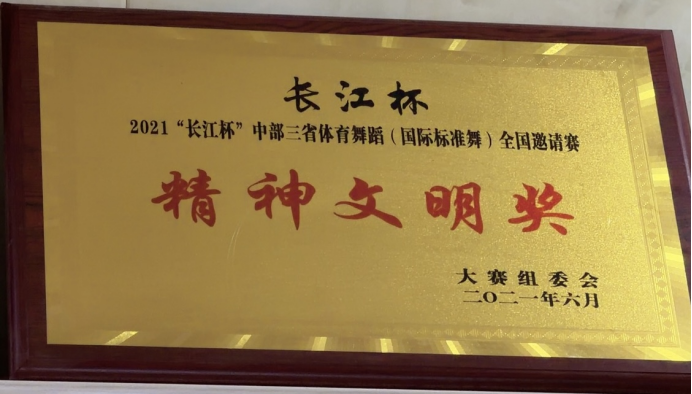 长江杯
2021“长江杯”中部三省体育舞蹈（国际标准舞）全国邀请赛
精神文明奖
大赛组委会
二〇二一年六月